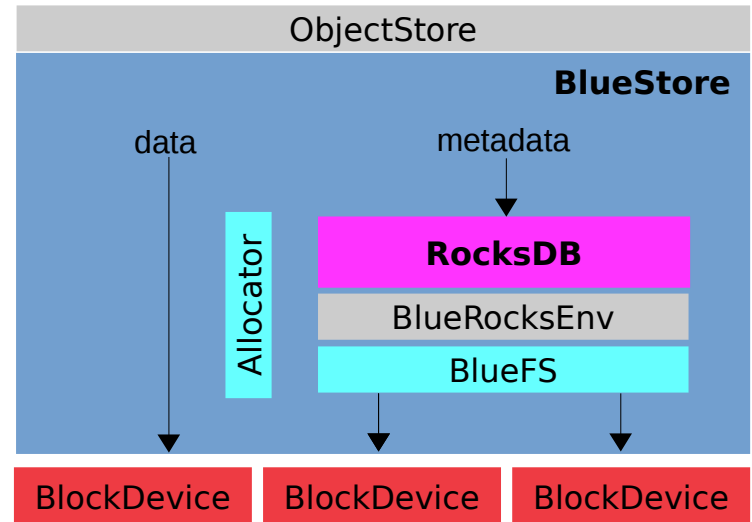 ObjectStore
BlueStore
data
metadata
Allocator
RocksDB
BlueRocksEnv
BlueFS
BlockDevice
BlockDevice
BlockDevice